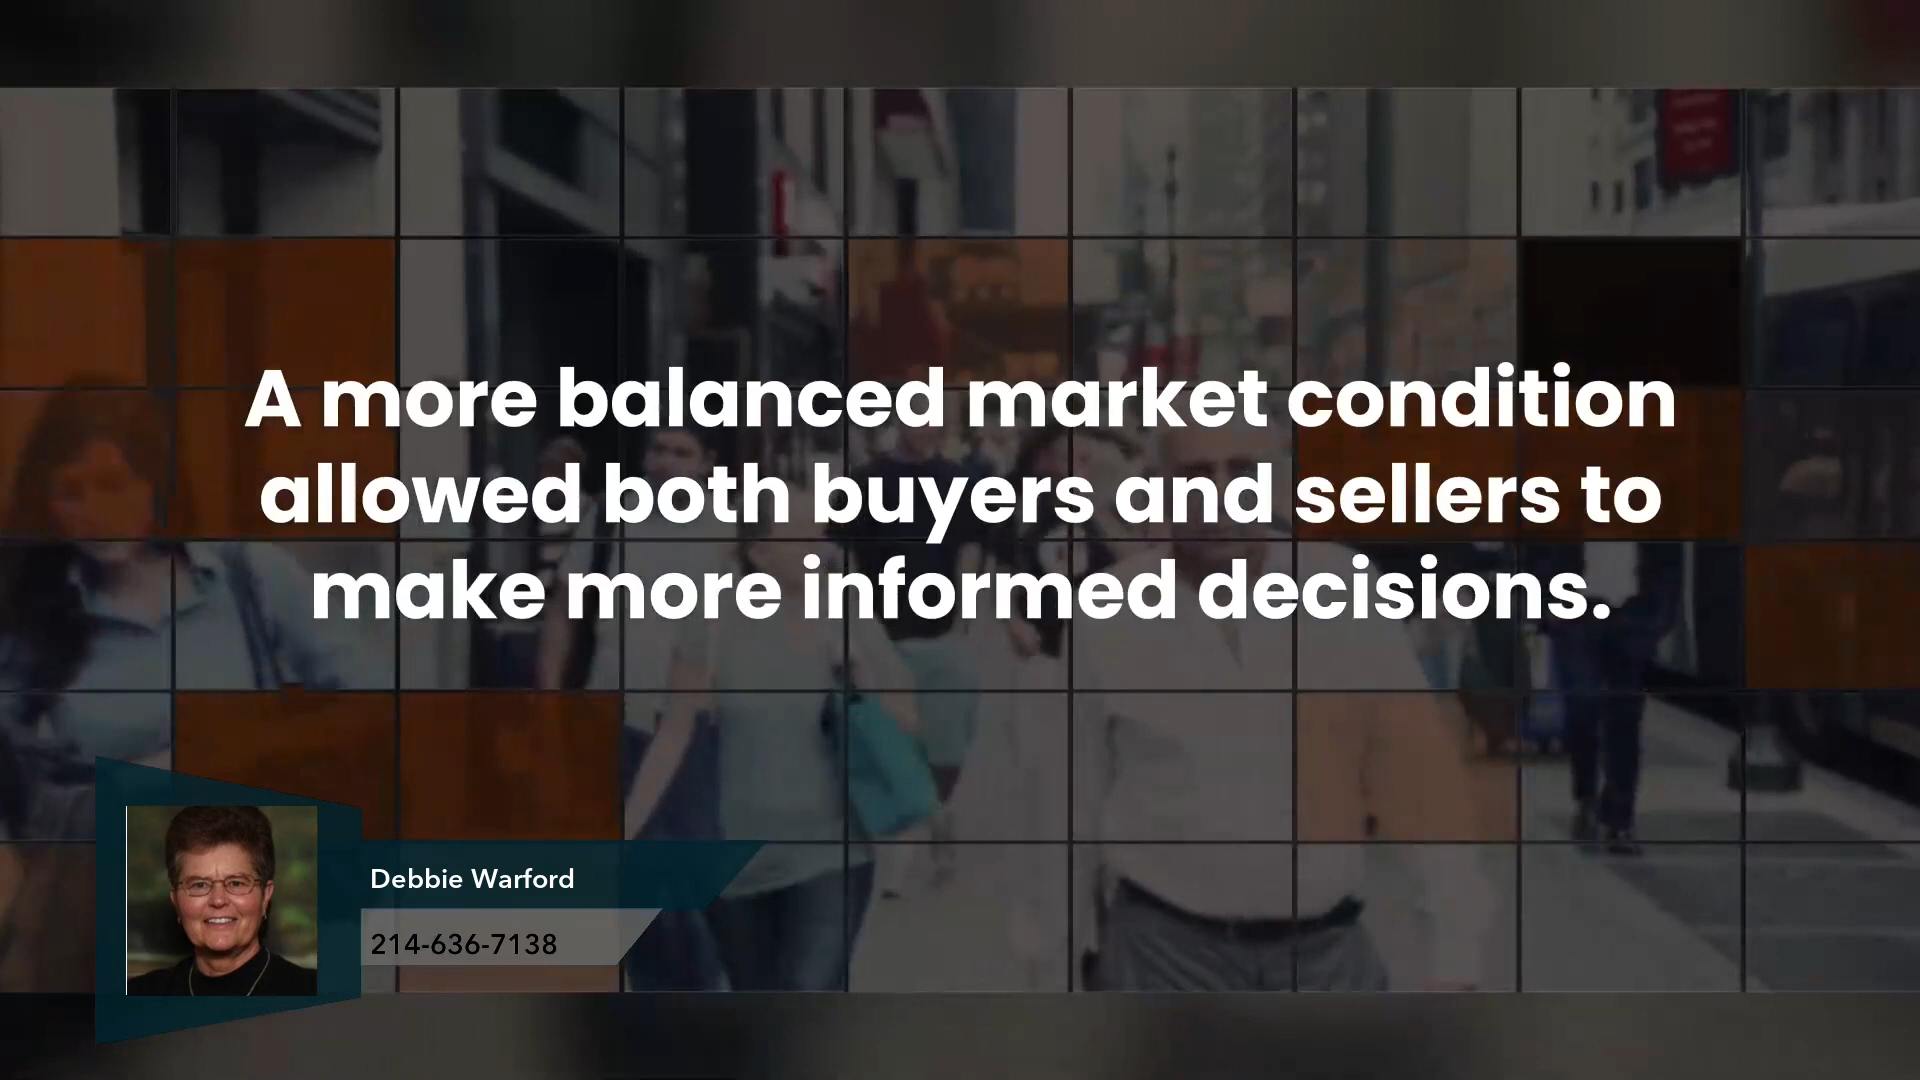 A more balanced market condition
allowed both buyers and sellers to
make more informed decisions.
Debbie Warford
214-636-7138